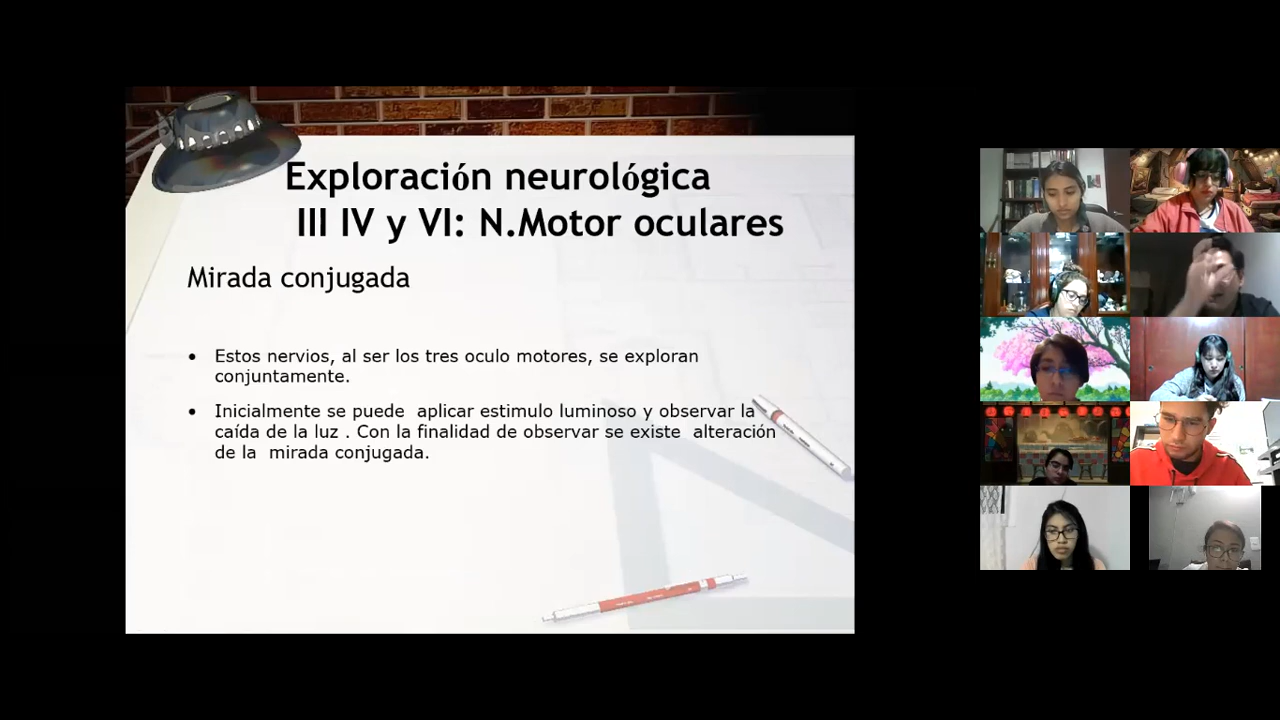 Exploración neurológica
III IV y VI: N.Motor oculares
Mirada conjugada
• Estos nervios, al ser los tres oculo motores, se exploran
conjuntamente.
• Inicialmente se puede aplicar estimulo luminoso y observar la
caída de la luz . Con la finalidad de observar se existe alteración
de la mirada conjugada.